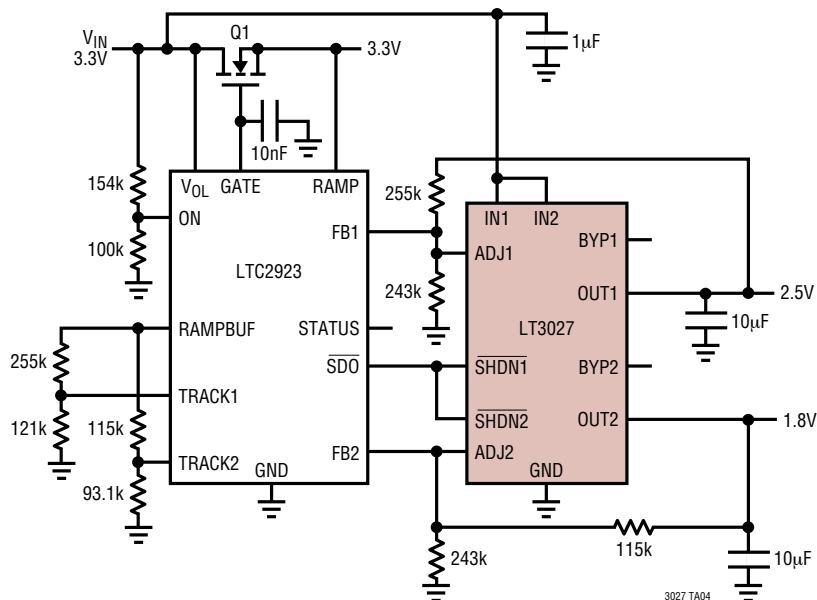 Q1
VIN
3.3V
3.3V
1µF
10nF
154k
VOL
GATE
RAMP
255k
IN1
IN2
ON
FB1
BYP1
ADJ1
100k
LTC2923
243k
OUT1
2.5V
RAMPBUF
STATUS
LT3027
10µF
255k
SDO
SHDN1
BYP2
TRACK1
121k
115k
SHDN2
OUT2
1.8V
TRACK2
FB2
ADJ2
GND
GND
93.1k
243k
115k
10µF
3027 TA04